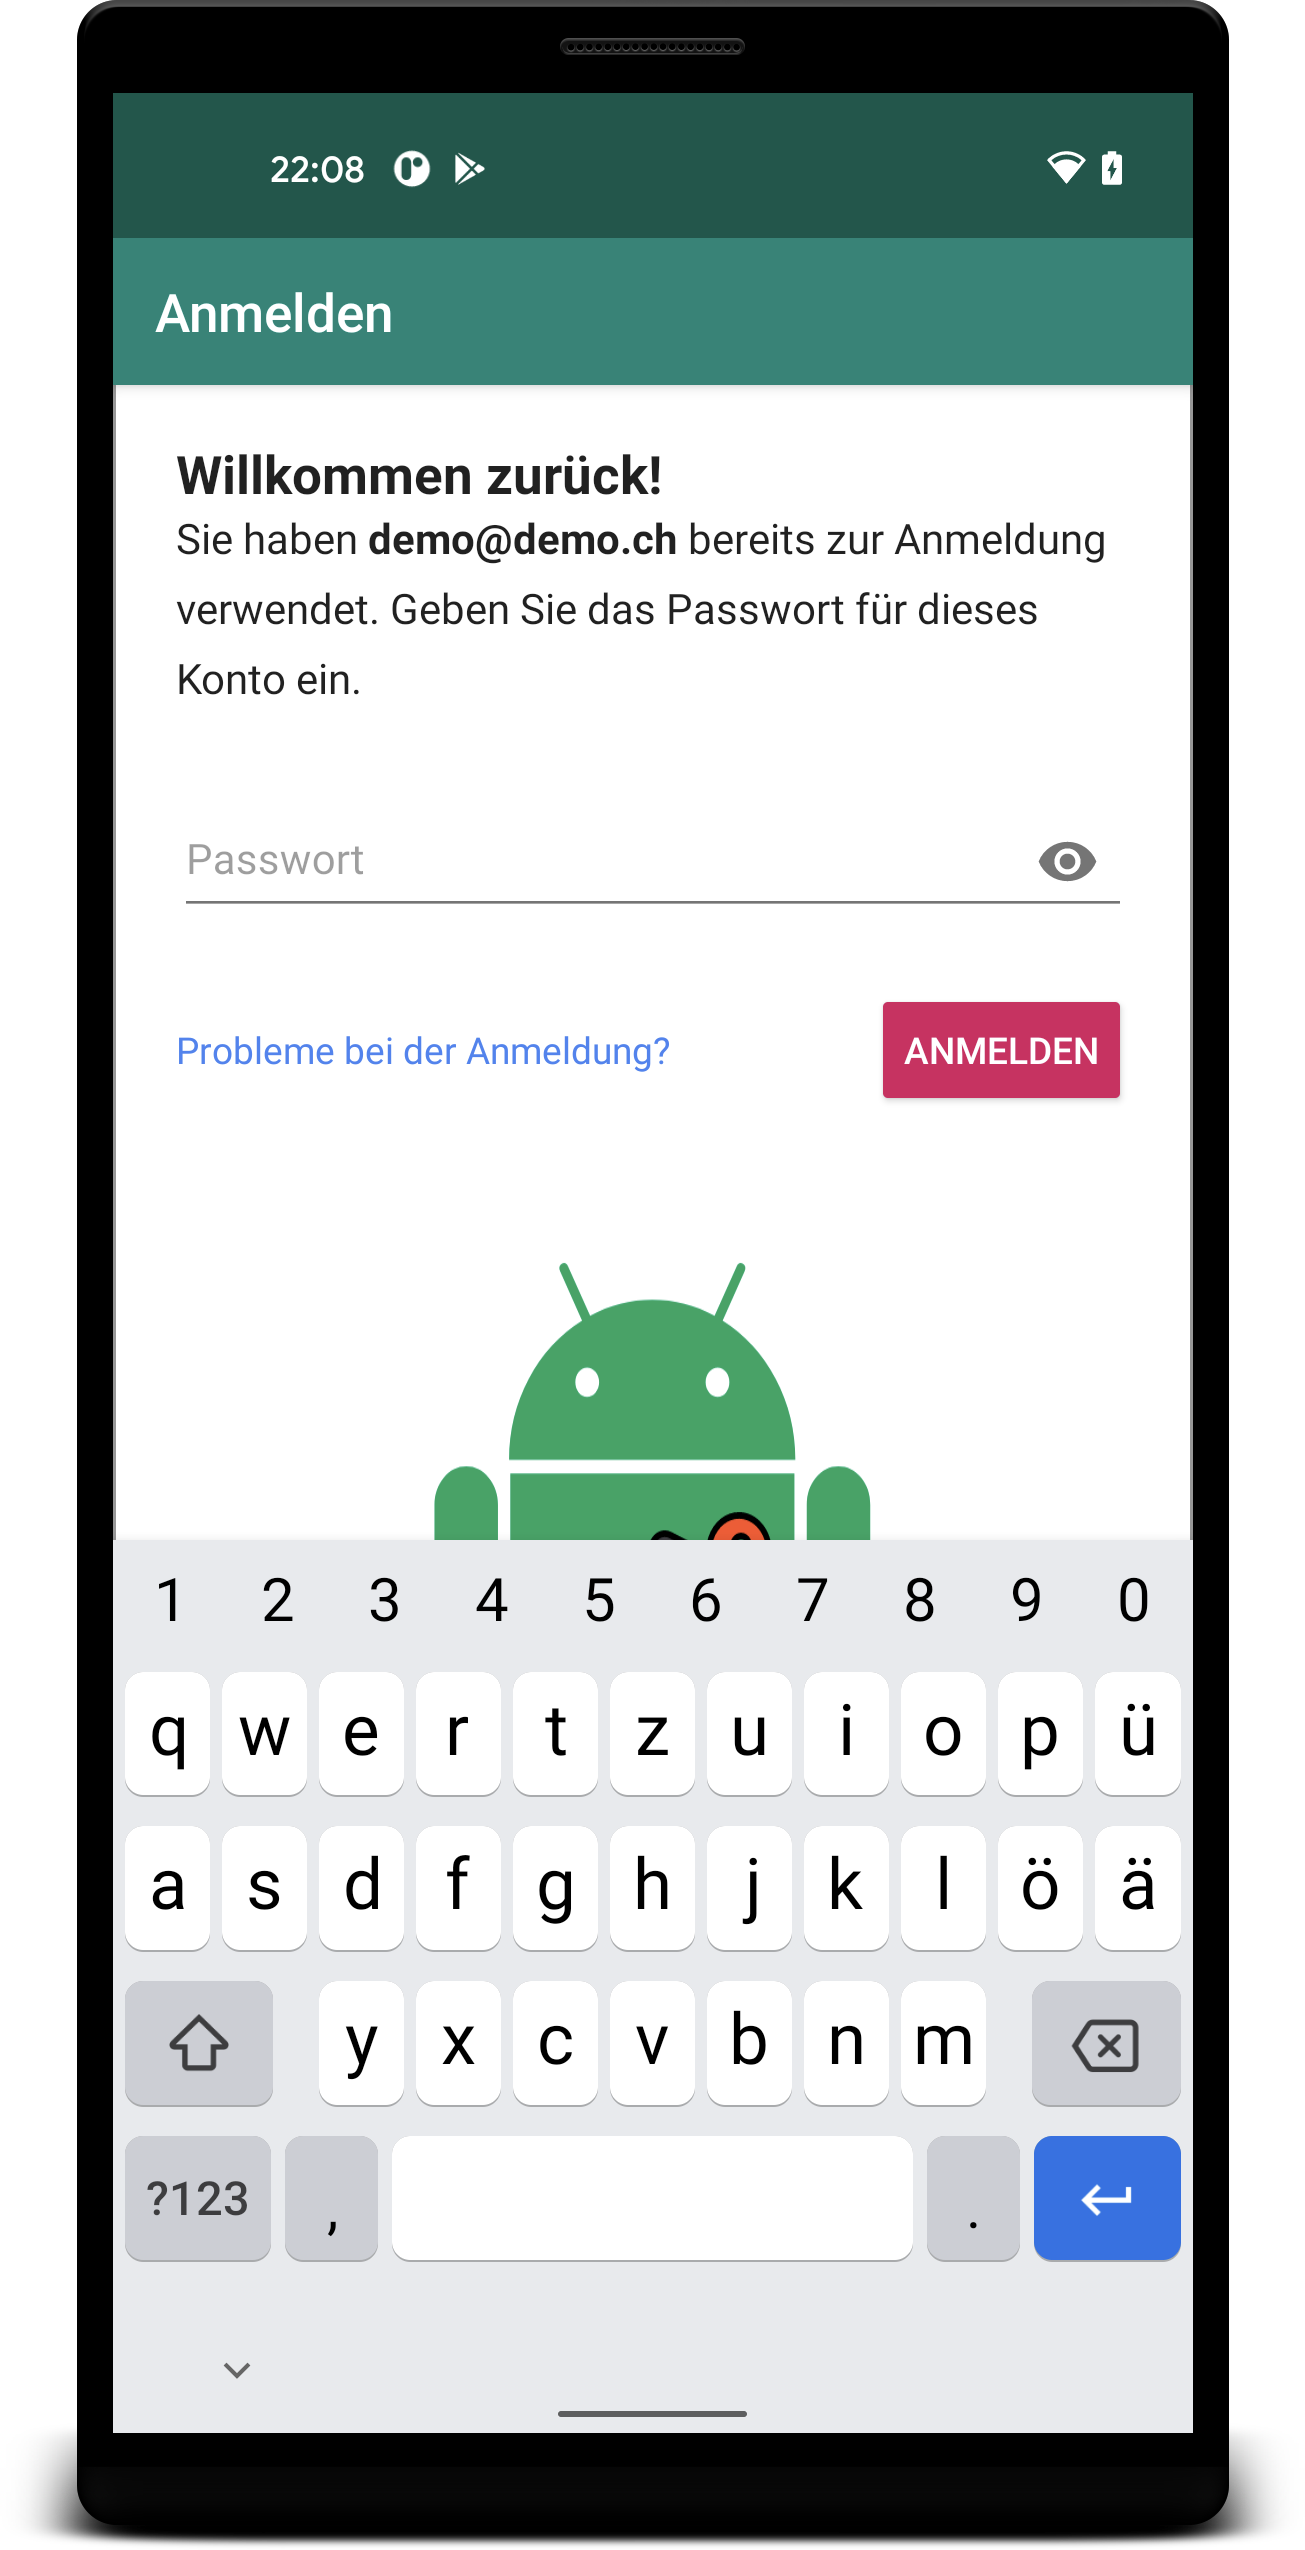 22:08
Anmelden
Willkommen zurück!
Sie haben demo@demo.ch bereits zur Anmeldung
verwendet. Geben Sie das Passwort für dieses
Konto ein.
Passwort
Probleme bei der Anmeldung?
ANMELDEN
1 2 3 4 5 6 7 8 9 0
q w e r t z u i o p ü
a s d f g h j k l ö ä
y x c v b n m
?123 , .